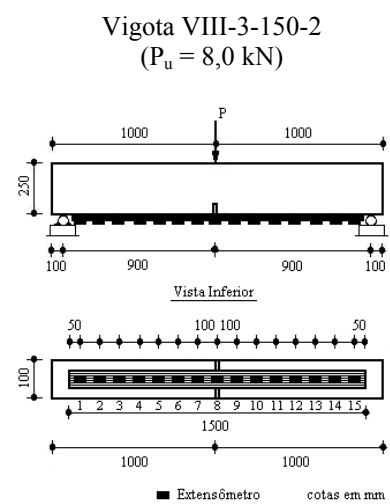 Vigota VIII-3-150-2
(Pu = 8,0 kN)
P
1000 1000
250
100 900 900 100
Vista Inferior
50 100 100 50
100
1 2 3 4 5 6 7 8 9 10 11 12 13 14 15
1500
1000 1000
Extensômetro cotas em mm